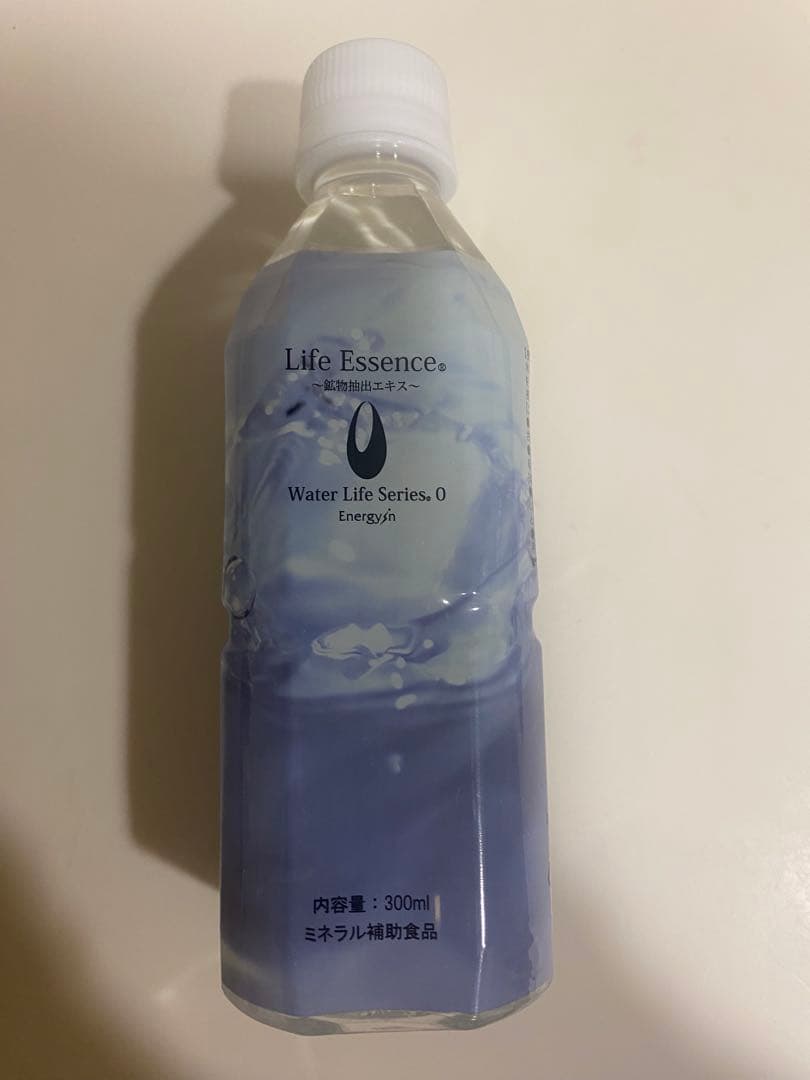 Life Essence®
～鉱物抽出エキス～
Water Life Series® 0
Energy in
内容量：300ml
ミネラル補助食品